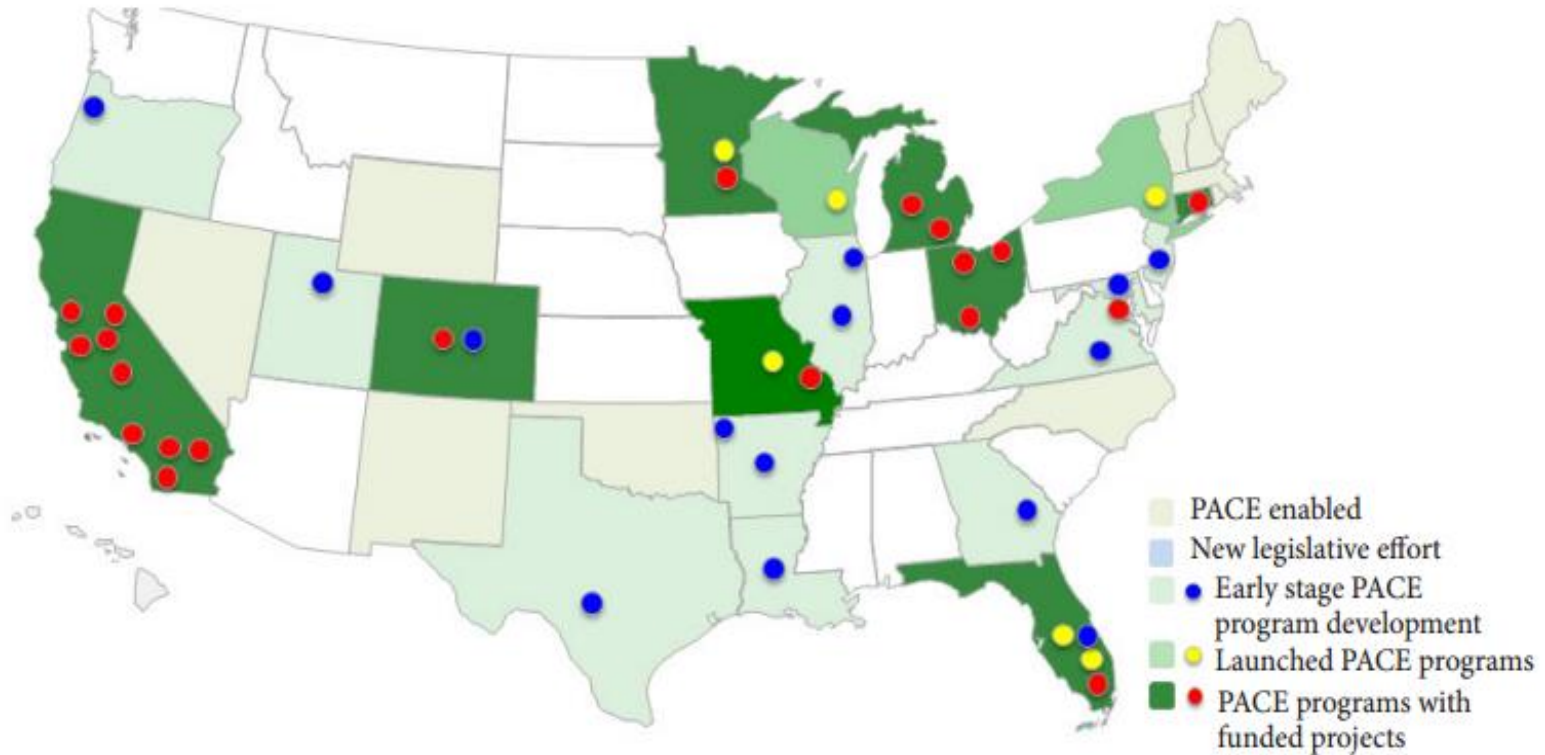 PACE enabled
New legislative effort
Early stage PACE
program development
Launched PACE programs
PACE programs with
funded projects